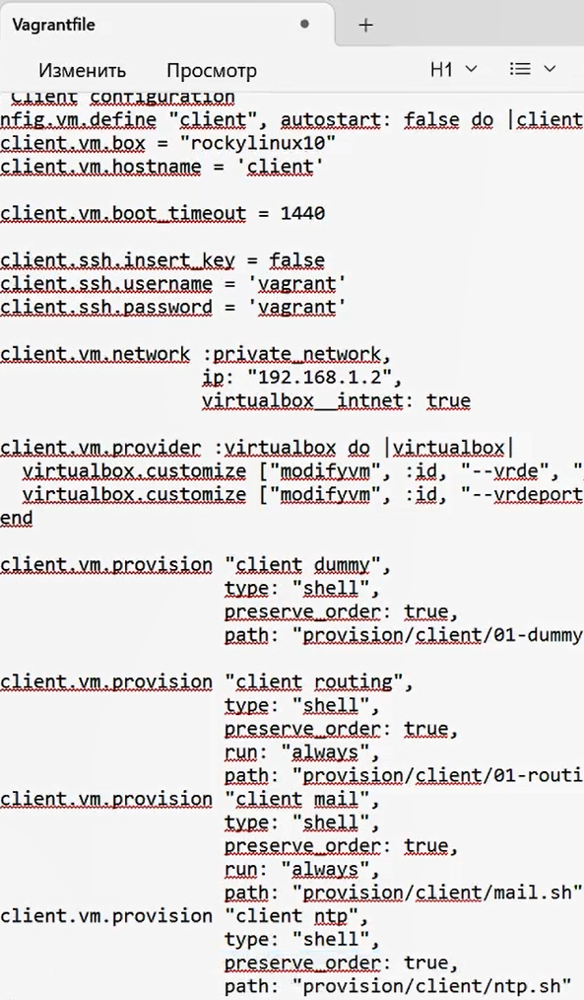 Vagrantfile
Изменить Просмотр H1
Client configuration
nfig.vm.define "client", autostart: false do |client
client.vm.box = "rockylinux10"
client.vm.hostname = 'client'
client.vm.boot_timeout = 1440
client.ssh.insert_key = false
client.ssh.username = 'vagrant'
client.ssh.password = 'vagrant'
client.vm.network :private_network,
ip: "192.168.1.2",
virtualbox__intnet: true
client.vm.provider :virtualbox do |virtualbox|
virtualbox.customize ["modifyvm", :id, "--vrde", "
virtualbox.customize ["modifyvm", :id, "--vrdeport
end
client.vm.provision "client dummy",
type: "shell",
preserve_order: true,
path: "provision/client/01-dummy
client.vm.provision "client routing",
type: "shell",
preserve_order: true,
run: "always",
path: "provision/client/01-routi
client.vm.provision "client mail",
type: "shell",
preserve_order: true,
run: "always",
path: "provision/client/mail.sh"
client.vm.provision "client ntp",
type: "shell",
preserve_order: true,
path: "provision/client/ntp.sh"